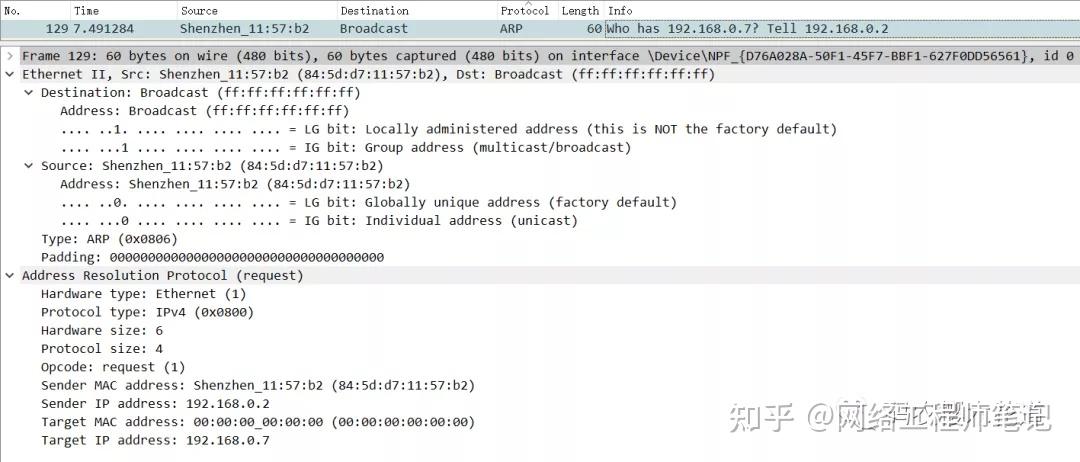 No. Time Source Destination Protocol Length Info
129 7.491284 Shenzhen_11:57:b2 Broadcast ARP 60 Who has 192.168.0.7? Tell 192.168.0.2
Frame 129: 60 bytes on wire (480 bits), 60 bytes captured (480 bits) on interface \Device\NPF_{D76A028A-50F1-45F7-BBF1-627F0DD56561}, id 0
Ethernet II, Src: Shenzhen_11:57:b2 (84:5d:d7:11:57:b2), Dst: Broadcast (ff:ff:ff:ff:ff:ff)
Destination: Broadcast (ff:ff:ff:ff:ff:ff)
Address: Broadcast (ff:ff:ff:ff:ff:ff)
.... ..1. .... .... .... .... = LG bit: Locally administered address (this is NOT the factory default)
.... ...1 .... .... .... .... = IG bit: Group address (multicast/broadcast)
Source: Shenzhen_11:57:b2 (84:5d:d7:11:57:b2)
Address: Shenzhen_11:57:b2 (84:5d:d7:11:57:b2)
.... ..0. .... .... .... .... = LG bit: Globally unique address (factory default)
.... ...0 .... .... .... .... = IG bit: Individual address (unicast)
Type: ARP (0x0806)
Padding: 000000000000000000000000000000000000
Address Resolution Protocol (request)
Hardware type: Ethernet (1)
Protocol type: IPv4 (0x0800)
Hardware size: 6
Protocol size: 4
Opcode: request (1)
Sender MAC address: Shenzhen_11:57:b2 (84:5d:d7:11:57:b2)
Sender IP address: 192.168.0.2
Target MAC address: 00:00:00_00:00:00 (00:00:00:00:00:00)
Target IP address: 192.168.0.7
知乎 @网络工程师笔记